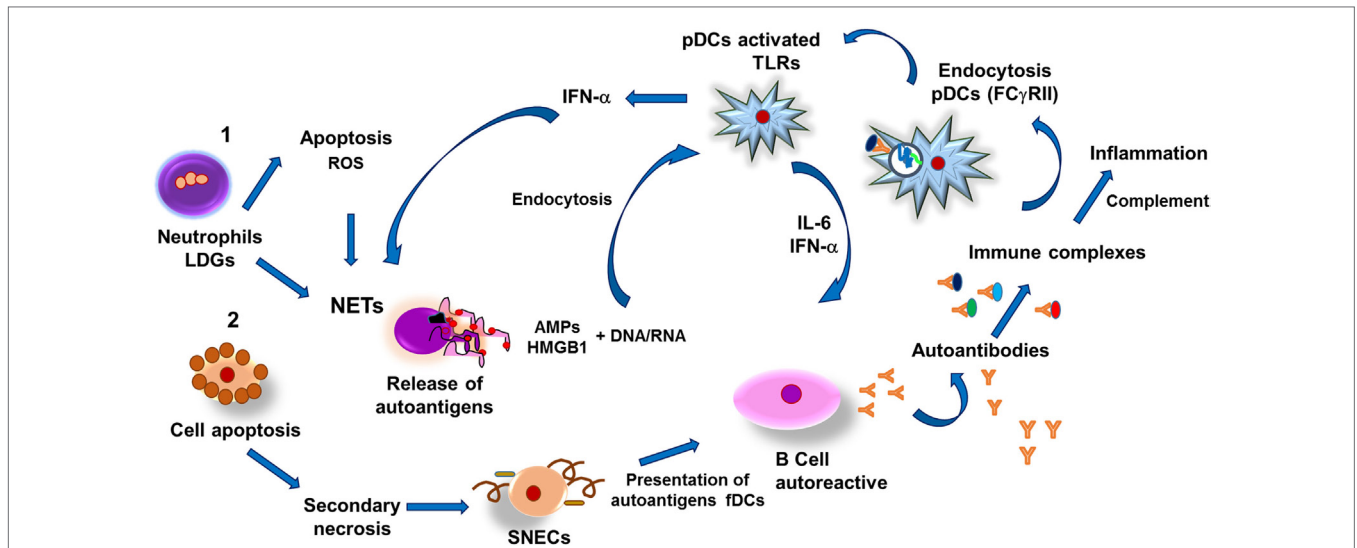 pDCs activated
TLRs
Endocytosis
pDCs (FCγRII)
IFN-α
1
Apoptosis
ROS
Inflammation
Complement
Endocytosis
Neutrophils
LDGs
IL-6
IFN-α
Immune complexes
NETs
2
AMPs
HMGB1
+ DNA/RNA
Autoantibodies
Release of
autoantigens
Cell apoptosis
B Cell
autoreactive
Presentation of
autoantigens fDCs
Secondary
necrosis
SNECs